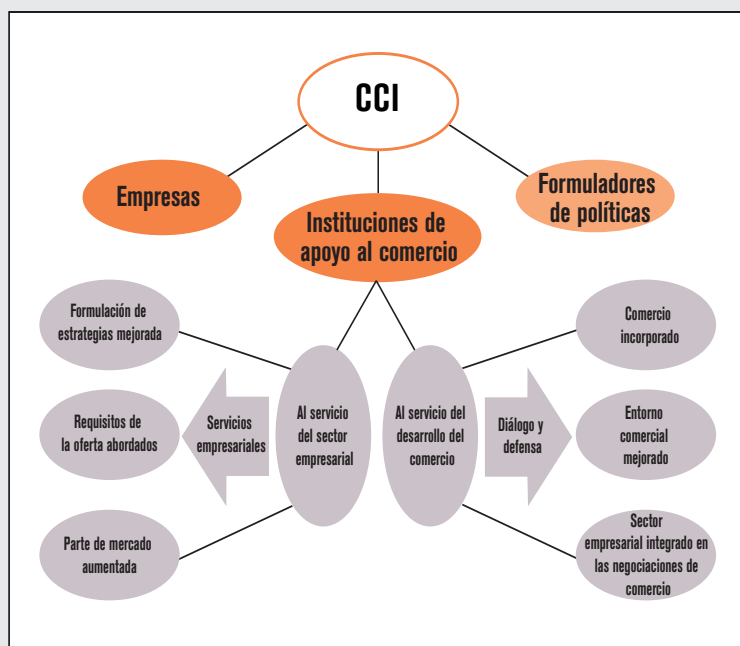 CCI
Empresas
Instituciones de
apoyo al comercio
Formuladores
de políticas
Formulación de
estrategias mejorada
Requisitos de
la oferta abordados
Parte de mercado
aumentada
Servicios
empresariales
Al servicio
del sector
empresarial
Al servicio del
desarrollo del
comercio
Diálogo y
defensa
Comercio
incorporado
Entorno
comercial
mejorado
Sector
empresarial integrado en
las negociaciones de
comercio